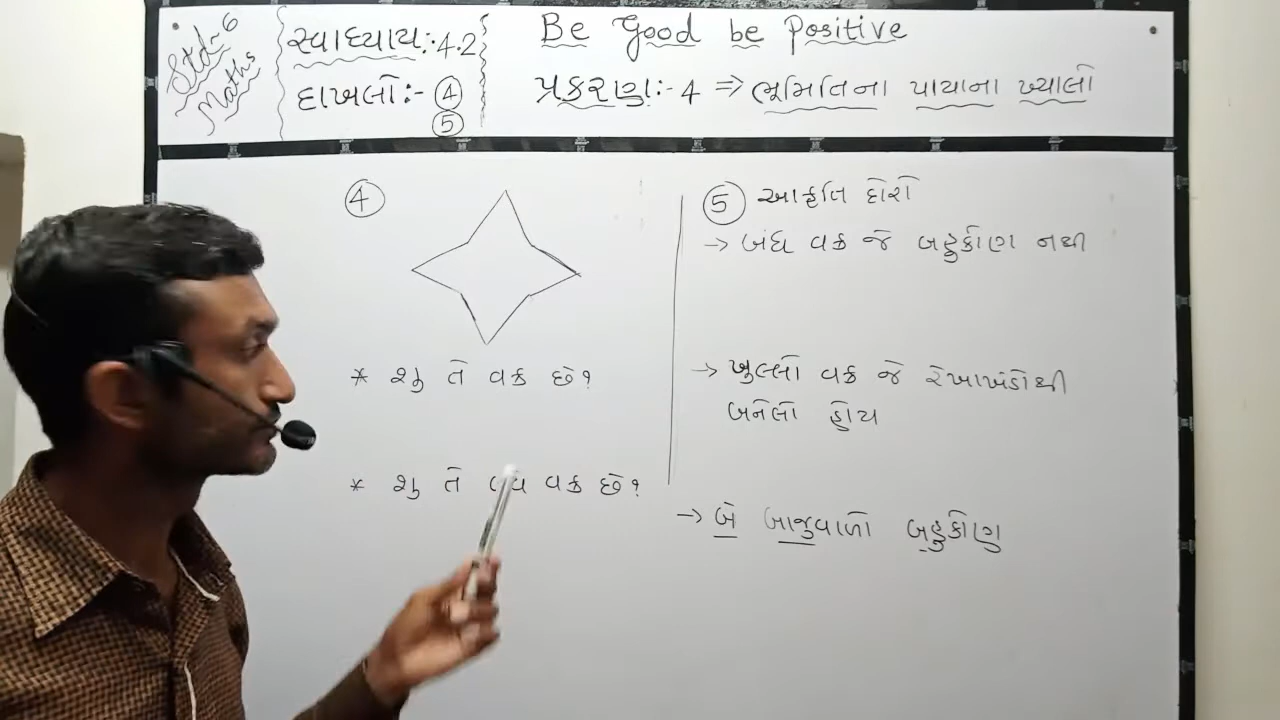 Std-6
Maths
સ્વાધ્યાય:-4.2
દાખલો:- ④
⑤
Be Good be Positive
પ્રકરણ:-4 ⇒ ભૂમિતિના પાયાના ખ્યાલો
④
* શુ તે વક્ર છે?
* શુ તે વક્ર છે?
⑤ આકૃતિ દોરો
→ બંધ વક્ર જે બહુકોણ નથી
→ ખુલ્લો વક્ર જે રેખાખંડોથી
બનેલો હોય
→ બે બાજુવાળો બહુકોણ